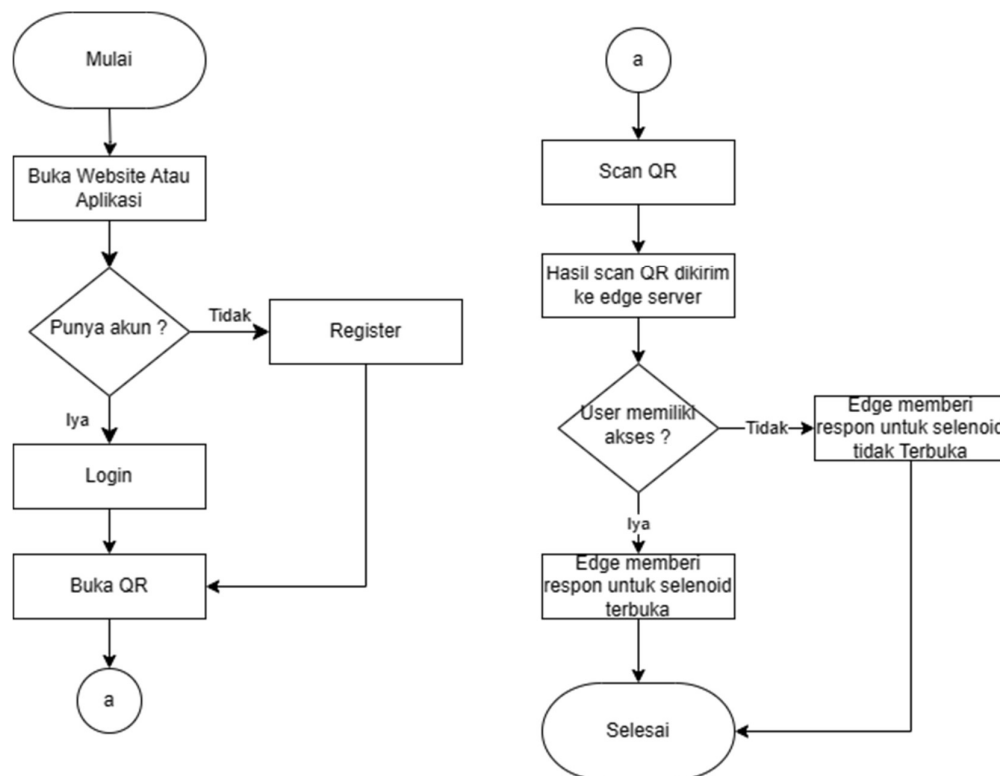 Mulai
Buka Website Atau
Aplikasi
Punya akun ?
Tidak
Register
Iya
Login
Buka QR
a
a
Scan QR
Hasil scan QR dikirim
ke edge server
User memiliki
akses ?
Tidak
Edge memberi
respon untuk selenoid
tidak Terbuka
Iya
Edge memberi
respon untuk selenoid
terbuka
Selesai